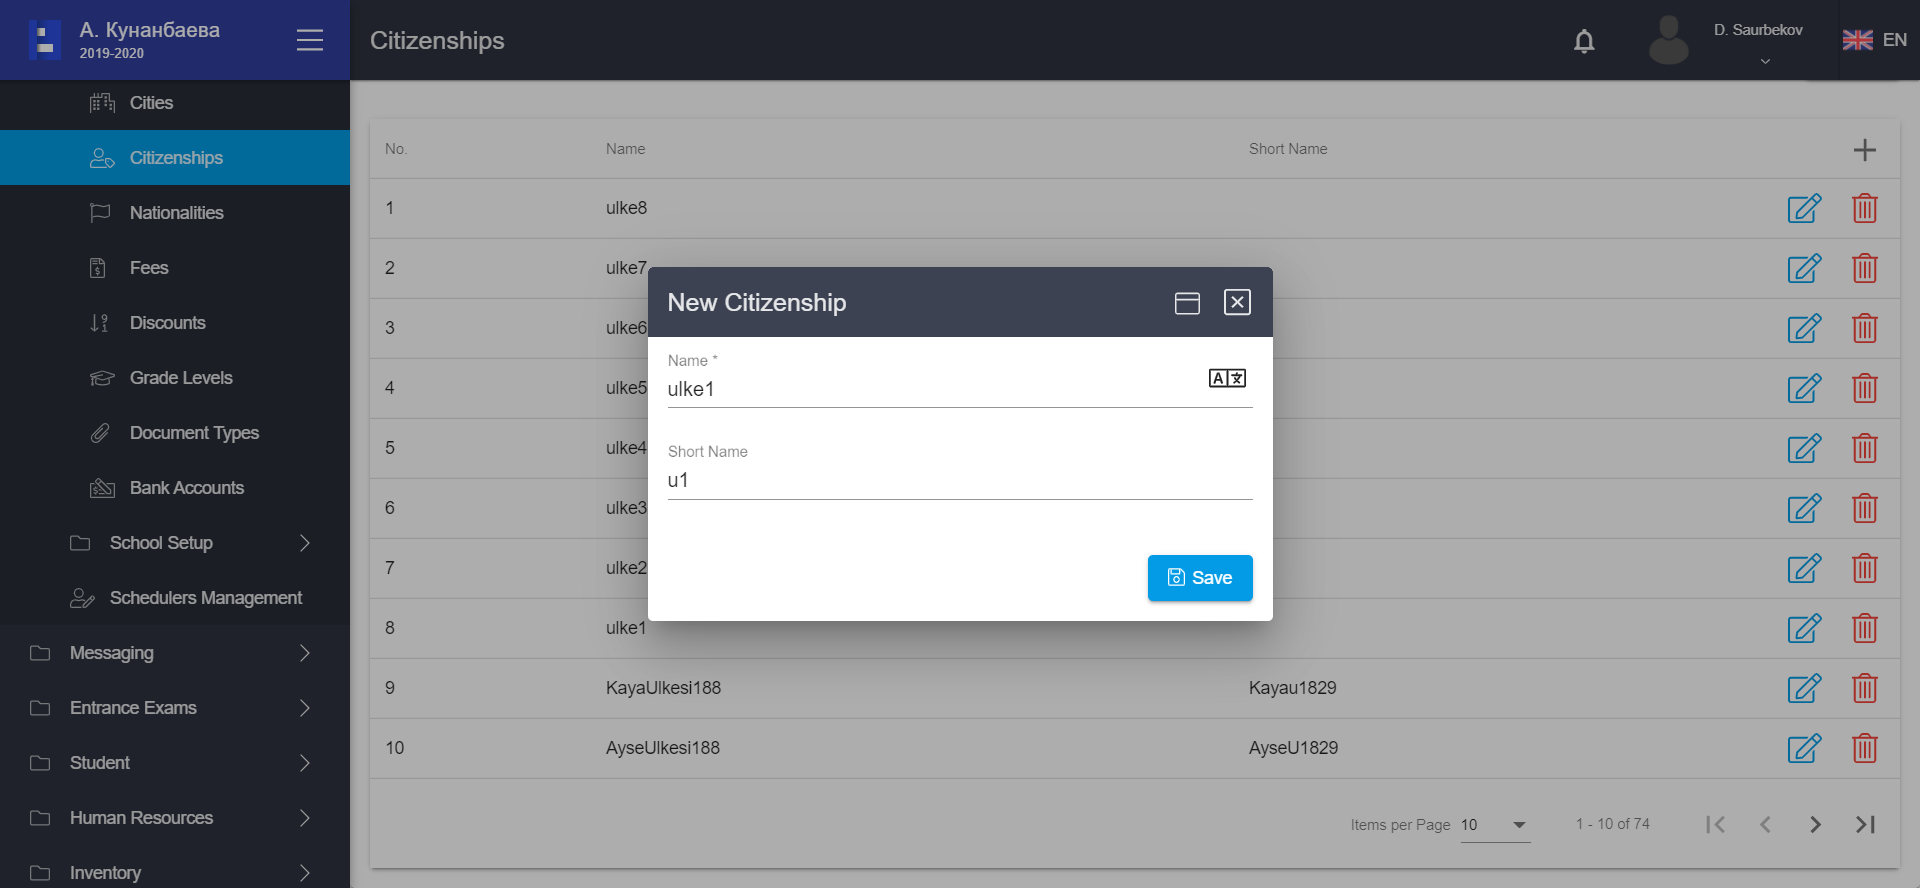 А. Кунанбаева
2019-2020
Citizenships
D. Saurbekov
EN
Cities
Citizenships
Nationalities
Fees
Discounts
Grade Levels
Document Types
Bank Accounts
School Setup
Schedulers Management
Messaging
Entrance Exams
Student
Human Resources
Inventory
No. Name Short Name
1 ulke8
2 ulke7
3 ulke6
4 ulke5
5 ulke4
6 ulke3
7 ulke2
8 ulke1
9 KayaUlkesi188 Kayau1829
10 AyseUlkesi188 AyseU1829
Items per Page 10 1 - 10 of 74
New Citizenship
Name *
ulke1
Short Name
u1
Save